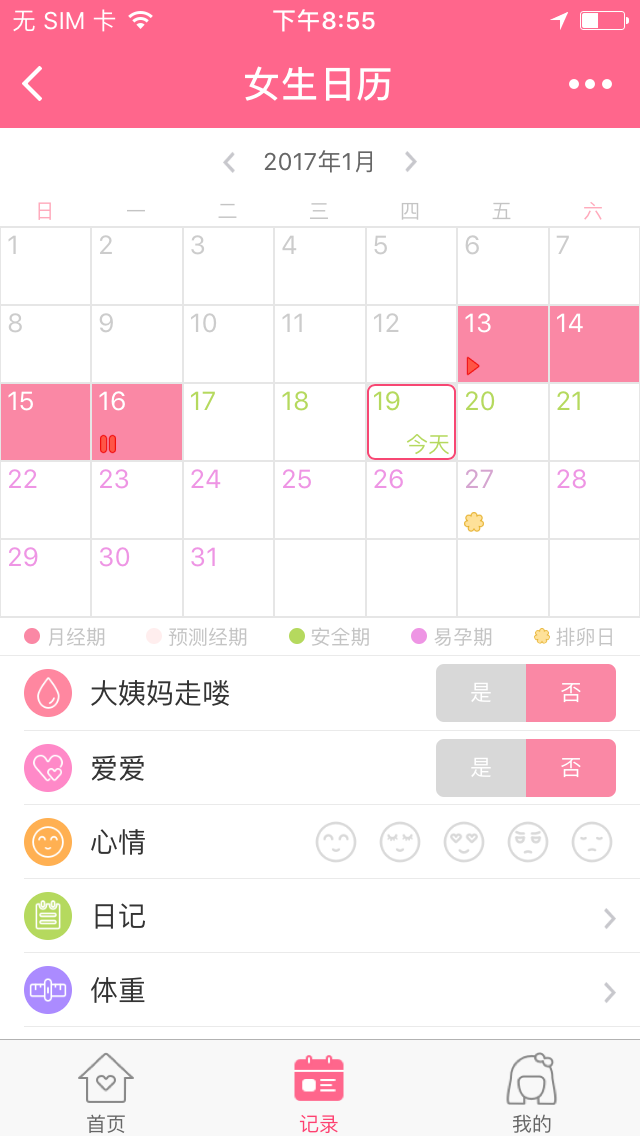 无 SIM 卡 下午8:55
女生日历
2017年1月
日 一 二 三 四 五 六
1 2 3 4 5 6 7
8 9 10 11 12 13 14
15 16 17 18 19 20 21
今天
22 23 24 25 26 27 28
29 30 31
月经期 预测经期 安全期 易孕期 排卵日
大姨妈走喽 是 否
爱爱 是 否
心情
日记
体重
首页 记录 我的